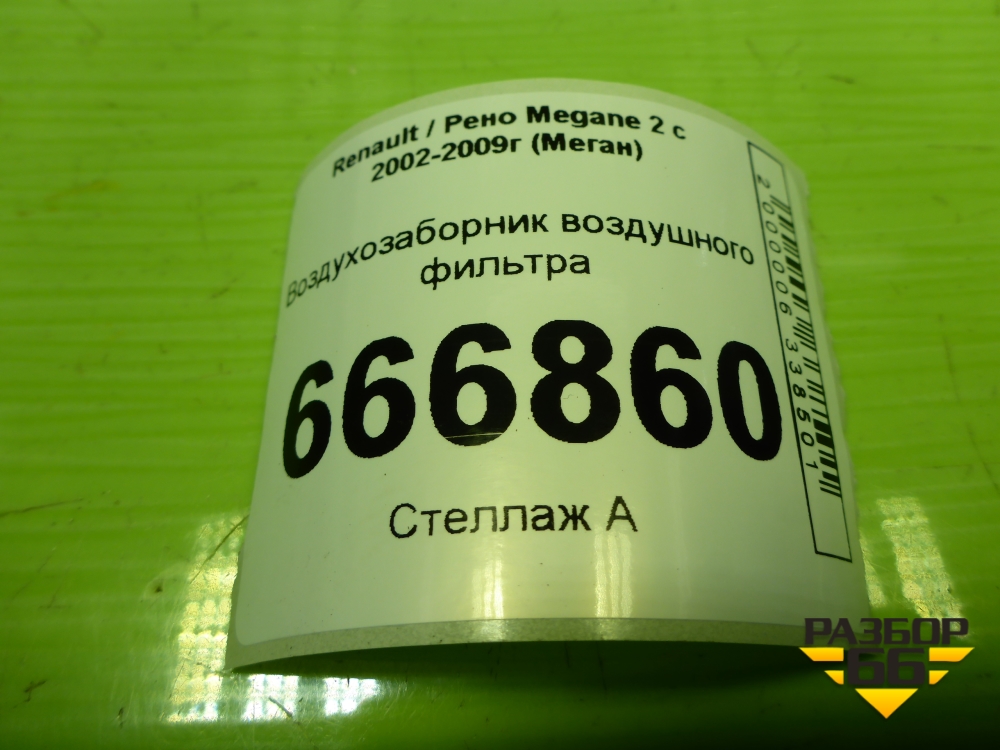 Renault / Рено Megane 2 с
2002-2009г (Меган)
Воздухозаборник воздушного
фильтра
666860
Стеллаж А
2000006338501
РАЗБОР
66